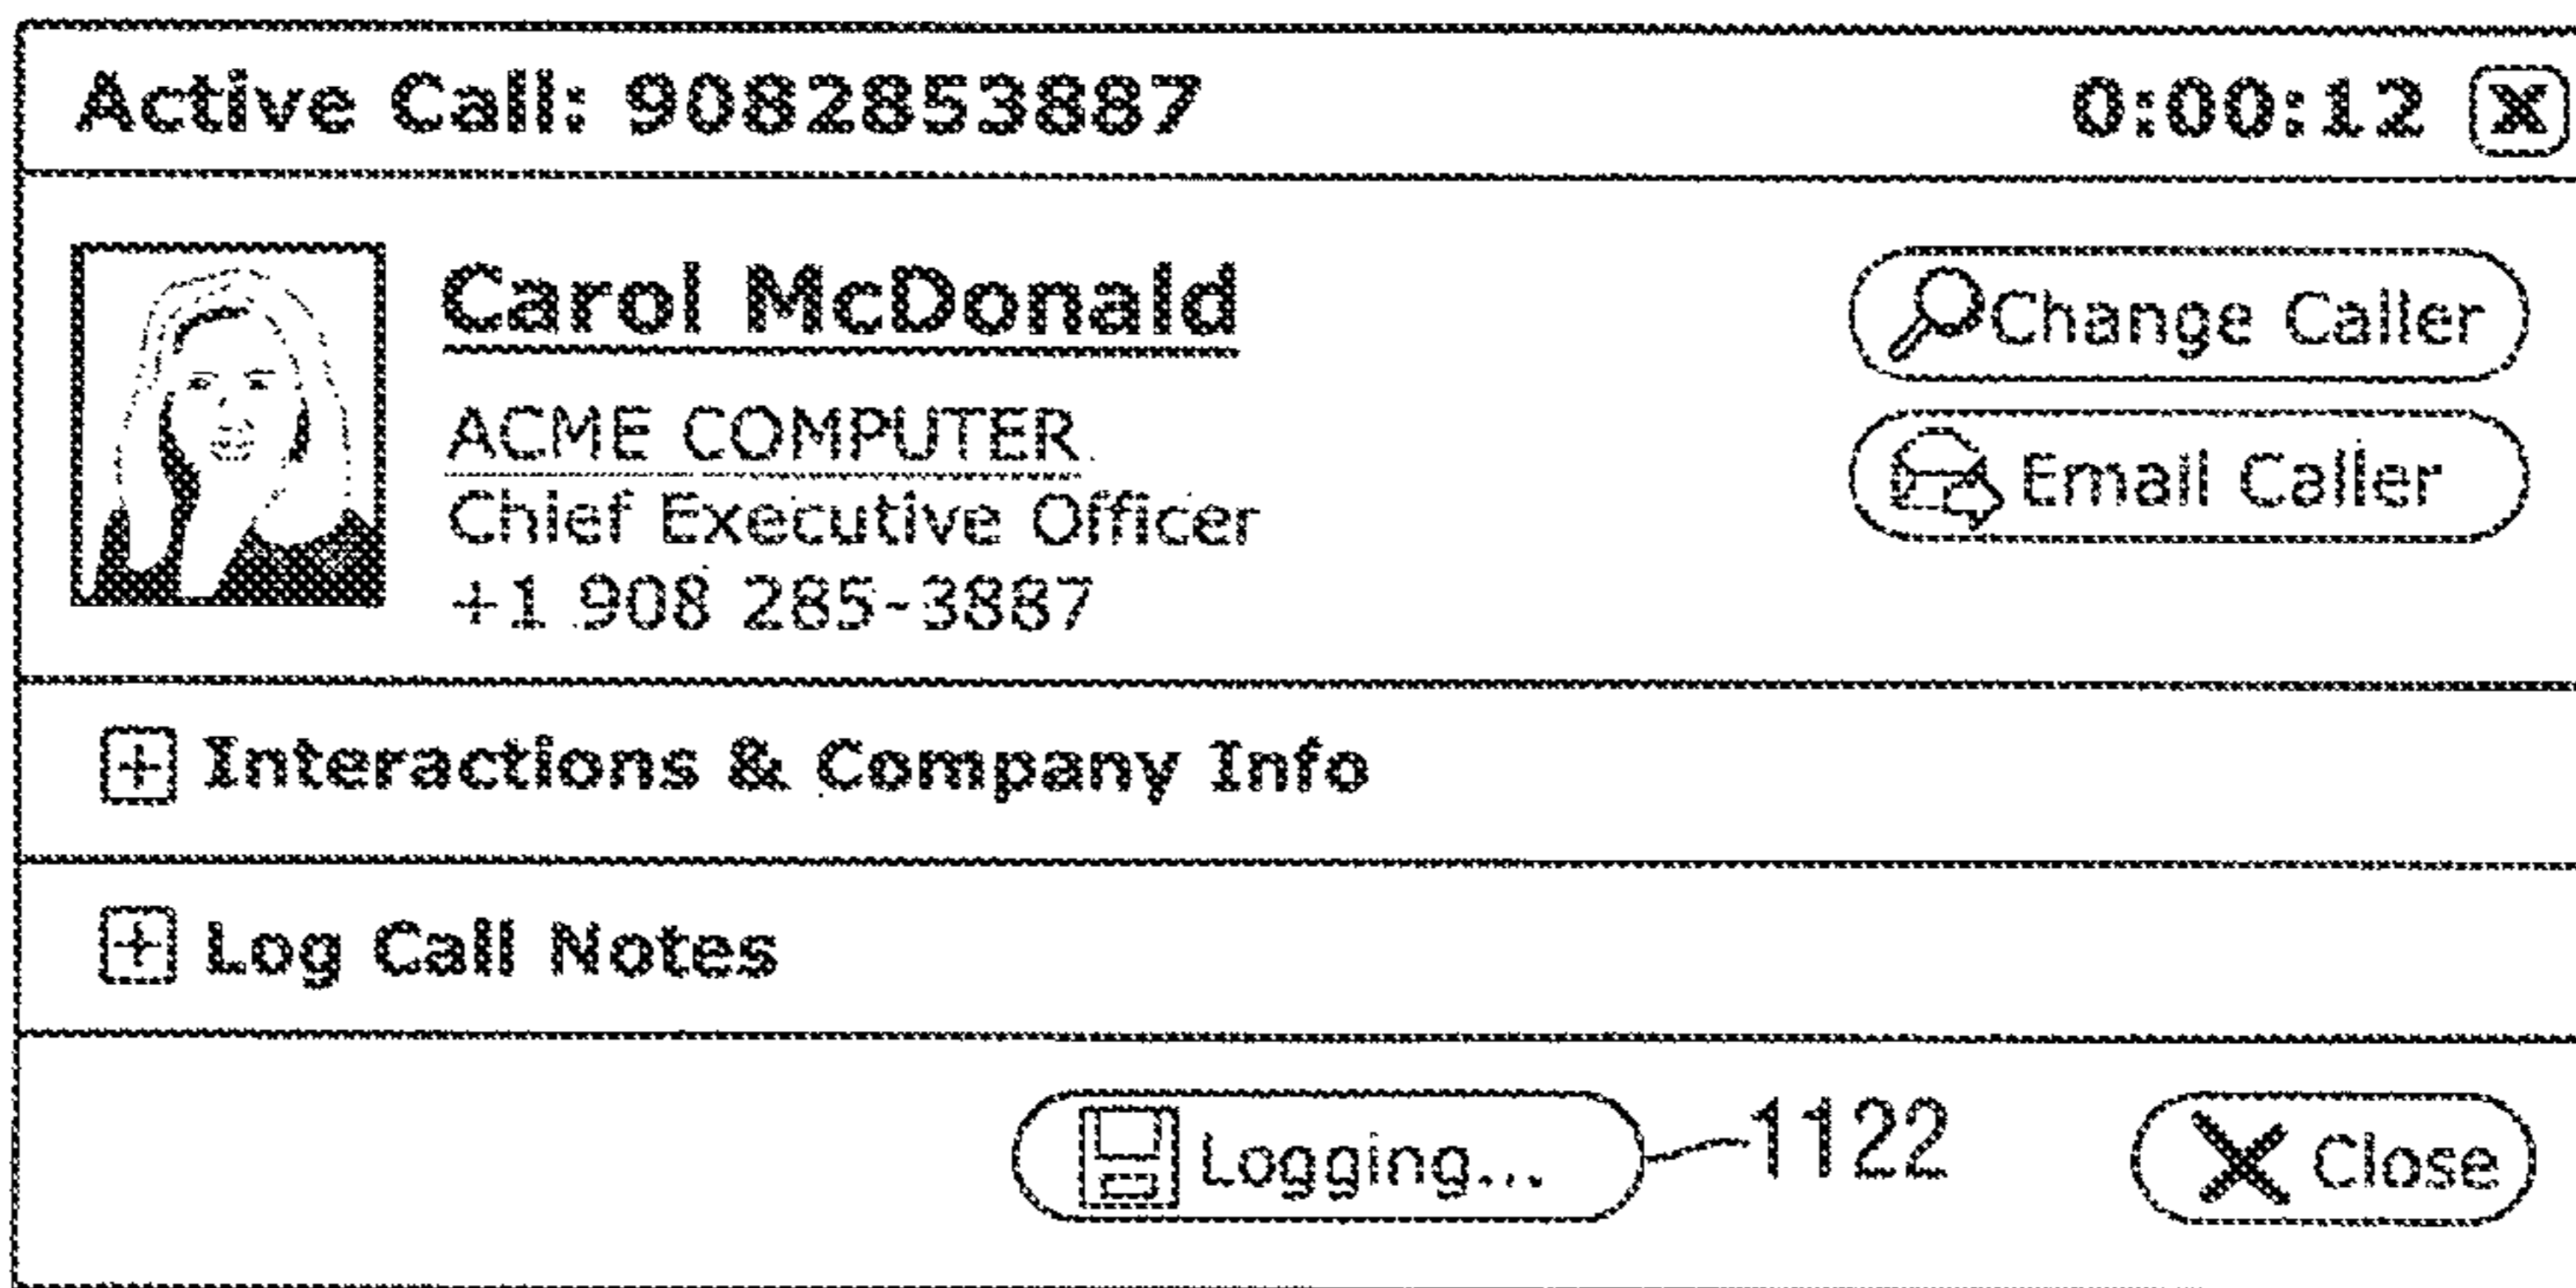 Active Call: 9082853887 0:00:12 X
Carol McDonald
Change Caller
ACME COMPUTER
Email Caller
Chief Executive Officer
+1 908 285-3887
+ Interactions & Company Info
+ Log Call Notes
Logging... 1122 Close